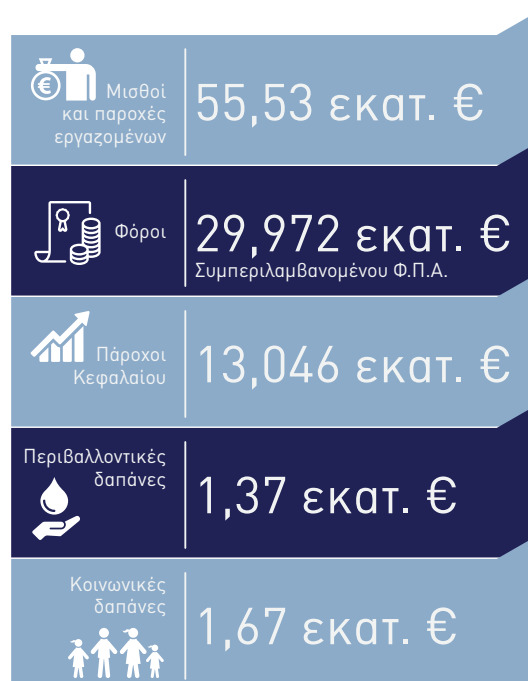 Μισθοί
και παροχές
εργαζομένων
55,53 εκατ. €
Φόροι
29,972 εκατ. €
Συμπεριλαμβανομένου Φ.Π.Α.
Πάροχοι
Κεφαλαίου
13,046 εκατ. €
Περιβαλλοντικές
δαπάνες
1,37 εκατ. €
Κοινωνικές
δαπάνες
1,67 εκατ. €